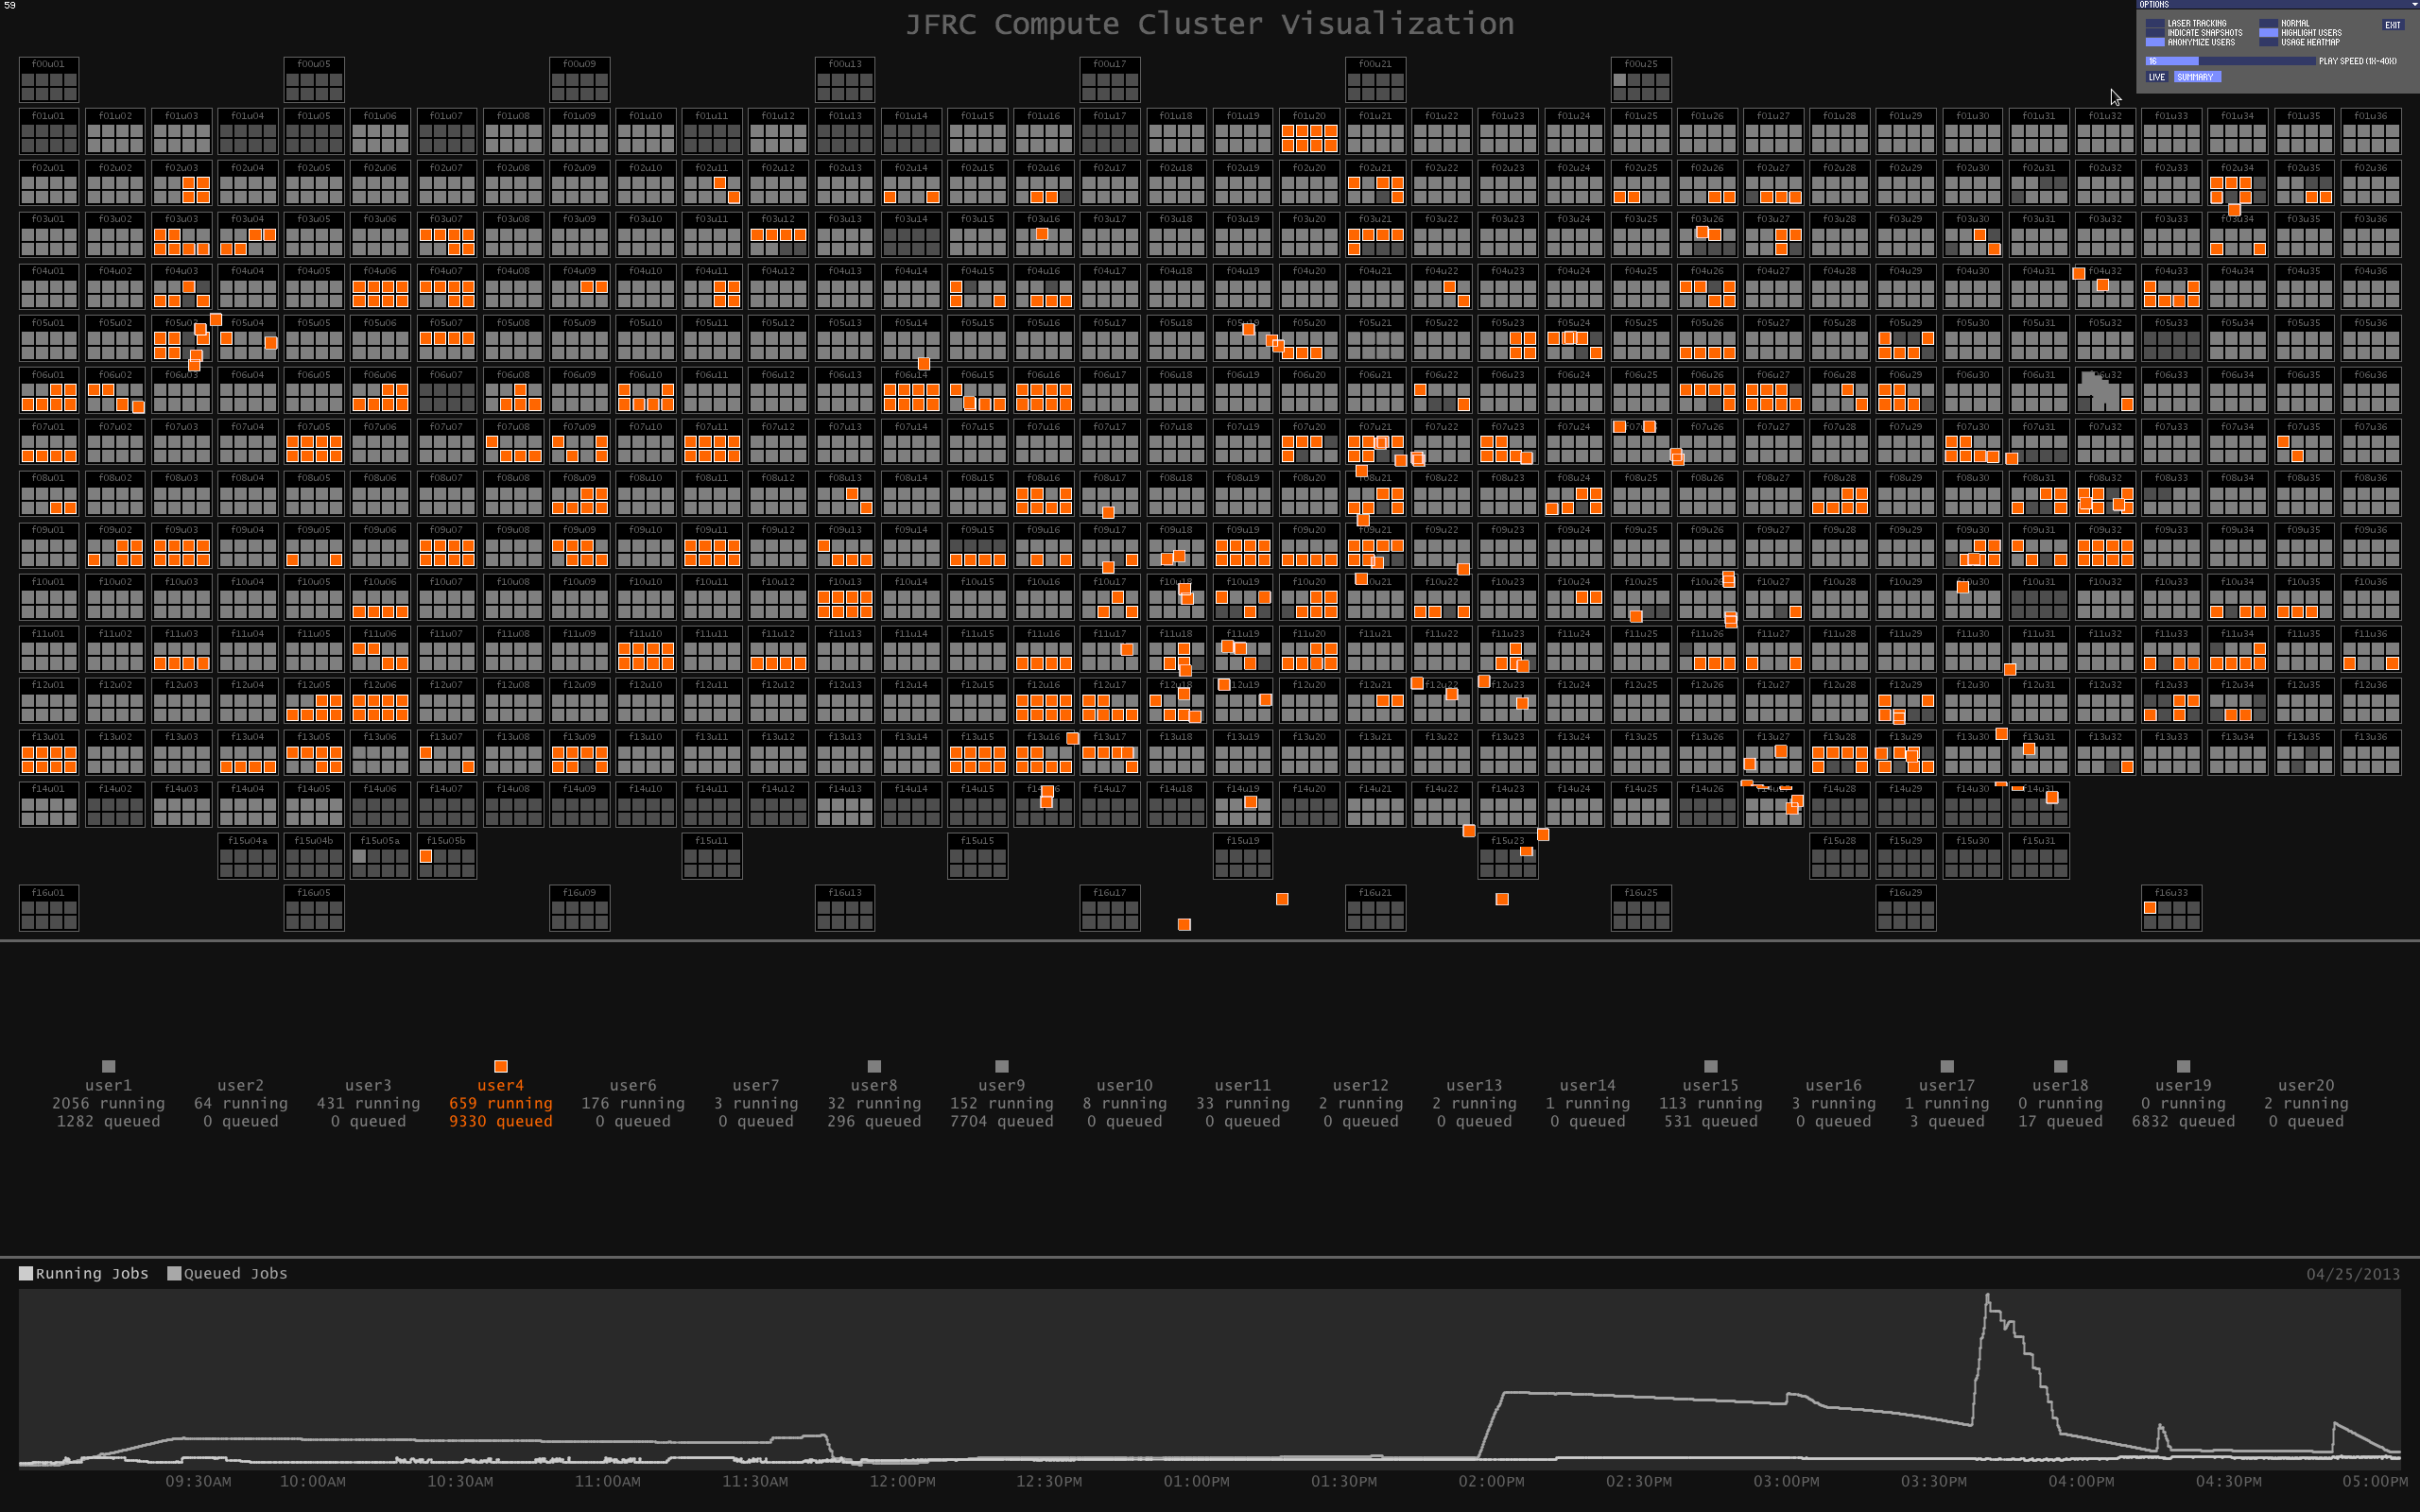 59
JFRC Compute Cluster Visualization
OPTIONS
LASER TRACKING NORMAL EXIT
INDICATE SNAPSHOTS HIGHLIGHT USERS
ANONYMIZE USERS USAGE HEATMAP
16 PLAY SPEED (1X-40X)
LIVE SUMMARY
f00u01 f00u05 f00u09 f00u13 f00u17 f00u21 f00u25
f01u01 f01u02 f01u03 f01u04 f01u05 f01u06 f01u07 f01u08 f01u09 f01u10 f01u11 f01u12 f01u13 f01u14 f01u15 f01u16 f01u17 f01u18 f01u19 f01u20 f01u21 f01u22 f01u23 f01u24 f01u25 f01u26 f01u27 f01u28 f01u29 f01u30 f01u31 f01u32 f01u33 f01u34 f01u35 f01u36
f02u01 f02u02 f02u03 f02u04 f02u05 f02u06 f02u07 f02u08 f02u09 f02u10 f02u11 f02u12 f02u13 f02u14 f02u15 f02u16 f02u17 f02u18 f02u19 f02u20 f02u21 f02u22 f02u23 f02u24 f02u25 f02u26 f02u27 f02u28 f02u29 f02u30 f02u31 f02u32 f02u33 f02u34 f02u35 f02u36
f03u01 f03u02 f03u03 f03u04 f03u05 f03u06 f03u07 f03u08 f03u09 f03u10 f03u11 f03u12 f03u13 f03u14 f03u15 f03u16 f03u17 f03u18 f03u19 f03u20 f03u21 f03u22 f03u23 f03u24 f03u25 f03u26 f03u27 f03u28 f03u29 f03u30 f03u31 f03u32 f03u33 f03u34 f03u35 f03u36
f04u01 f04u02 f04u03 f04u04 f04u05 f04u06 f04u07 f04u08 f04u09 f04u10 f04u11 f04u12 f04u13 f04u14 f04u15 f04u16 f04u17 f04u18 f04u19 f04u20 f04u21 f04u22 f04u23 f04u24 f04u25 f04u26 f04u27 f04u28 f04u29 f04u30 f04u31 f04u32 f04u33 f04u34 f04u35 f04u36
f05u01 f05u02 f05u04 f05u05 f05u06 f05u07 f05u08 f05u09 f05u10 f05u11 f05u12 f05u13 f05u14 f05u15 f05u16 f05u17 f05u18 f05u20 f05u21 f05u22 f05u23 f05u24 f05u25 f05u26 f05u27 f05u28 f05u29 f05u30 f05u31 f05u32 f05u33 f05u34 f05u35 f05u36
f06u01 f06u02 f06u03 f06u04 f06u05 f06u06 f06u07 f06u08 f06u09 f06u10 f06u11 f06u12 f06u13 f06u14 f06u15 f06u16 f06u17 f06u18 f06u19 f06u20 f06u21 f06u22 f06u23 f06u24 f06u25 f06u26 f06u27 f06u28 f06u29 f06u30 f06u31 f06u33 f06u34 f06u35 f06u36
f07u01 f07u02 f07u03 f07u04 f07u05 f07u06 f07u07 f07u08 f07u09 f07u10 f07u11 f07u12 f07u13 f07u14 f07u15 f07u16 f07u17 f07u18 f07u19 f07u20 f07u21 f07u22 f07u23 f07u24 f07u26 f07u27 f07u28 f07u29 f07u30 f07u31 f07u32 f07u33 f07u34 f07u35 f07u36
f08u01 f08u02 f08u03 f08u04 f08u05 f08u06 f08u07 f08u08 f08u09 f08u10 f08u11 f08u12 f08u13 f08u14 f08u15 f08u16 f08u17 f08u18 f08u19 f08u20 f08u21 f08u22 f08u23 f08u24 f08u25 f08u26 f08u27 f08u28 f08u29 f08u30 f08u31 f08u32 f08u33 f08u34 f08u35 f08u36
f09u01 f09u02 f09u03 f09u04 f09u05 f09u06 f09u07 f09u08 f09u09 f09u10 f09u11 f09u12 f09u13 f09u14 f09u15 f09u16 f09u17 f09u18 f09u19 f09u20 f09u21 f09u22 f09u23 f09u24 f09u25 f09u26 f09u27 f09u28 f09u29 f09u30 f09u31 f09u32 f09u33 f09u34 f09u35 f09u36
f10u01 f10u02 f10u03 f10u04 f10u05 f10u06 f10u07 f10u08 f10u09 f10u10 f10u11 f10u12 f10u13 f10u14 f10u15 f10u16 f10u17 f10u18 f10u19 f10u20 f10u21 f10u22 f10u23 f10u24 f10u25 f10u26 f10u27 f10u28 f10u29 f10u30 f10u31 f10u32 f10u33 f10u34 f10u35 f10u36
f11u01 f11u02 f11u03 f11u04 f11u05 f11u06 f11u07 f11u08 f11u09 f11u10 f11u11 f11u12 f11u13 f11u14 f11u15 f11u16 f11u17 f11u18 f11u19 f11u20 f11u21 f11u22 f11u23 f11u24 f11u25 f11u26 f11u27 f11u28 f11u29 f11u30 f11u31 f11u32 f11u33 f11u34 f11u35 f11u36
f12u01 f12u02 f12u03 f12u04 f12u05 f12u06 f12u07 f12u08 f12u09 f12u10 f12u11 f12u12 f12u13 f12u14 f12u15 f12u16 f12u17 f12u18 f12u19 f12u20 f12u21 f12u22 f12u23 f12u24 f12u25 f12u26 f12u27 f12u28 f12u29 f12u30 f12u31 f12u32 f12u33 f12u34 f12u35 f12u36
f13u01 f13u02 f13u03 f13u04 f13u05 f13u06 f13u07 f13u08 f13u09 f13u10 f13u11 f13u12 f13u13 f13u14 f13u15 f13u16 f13u17 f13u18 f13u19 f13u20 f13u21 f13u22 f13u23 f13u24 f13u25 f13u26 f13u27 f13u28 f13u29 f13u30 f13u31 f13u32 f13u33 f13u34 f13u35 f13u36
f14u01 f14u02 f14u03 f14u04 f14u05 f14u06 f14u07 f14u08 f14u09 f14u10 f14u11 f14u12 f14u13 f14u14 f14u15 f14u17 f14u18 f14u19 f14u20 f14u21 f14u22 f14u23 f14u24 f14u25 f14u26 f14u28 f14u29 f14u30 f14u31
f15u04a f15u04b f15u05a f15u05b f15u11 f15u15 f15u19 f15u23 f15u28 f15u29 f15u30 f15u31
f16u01 f16u05 f16u09 f16u13 f16u17 f16u21 f16u25 f16u29 f16u33
user1 user2 user3 user4 user6 user7 user8 user9 user10 user11 user12 user13 user14 user15 user16 user17 user18 user19 user20
2056 running 64 running 431 running 659 running 176 running 3 running 32 running 152 running 8 running 33 running 2 running 2 running 1 running 113 running 3 running 1 running 0 running 0 running 2 running
1282 queued 0 queued 0 queued 9330 queued 0 queued 0 queued 296 queued 7704 queued 0 queued 0 queued 0 queued 0 queued 0 queued 531 queued 0 queued 3 queued 17 queued 6832 queued 0 queued
Running Jobs Queued Jobs 04/25/2013
09:30AM 10:00AM 10:30AM 11:00AM 11:30AM 12:00PM 12:30PM 01:00PM 01:30PM 02:00PM 02:30PM 03:00PM 03:30PM 04:00PM 04:30PM 05:00PM